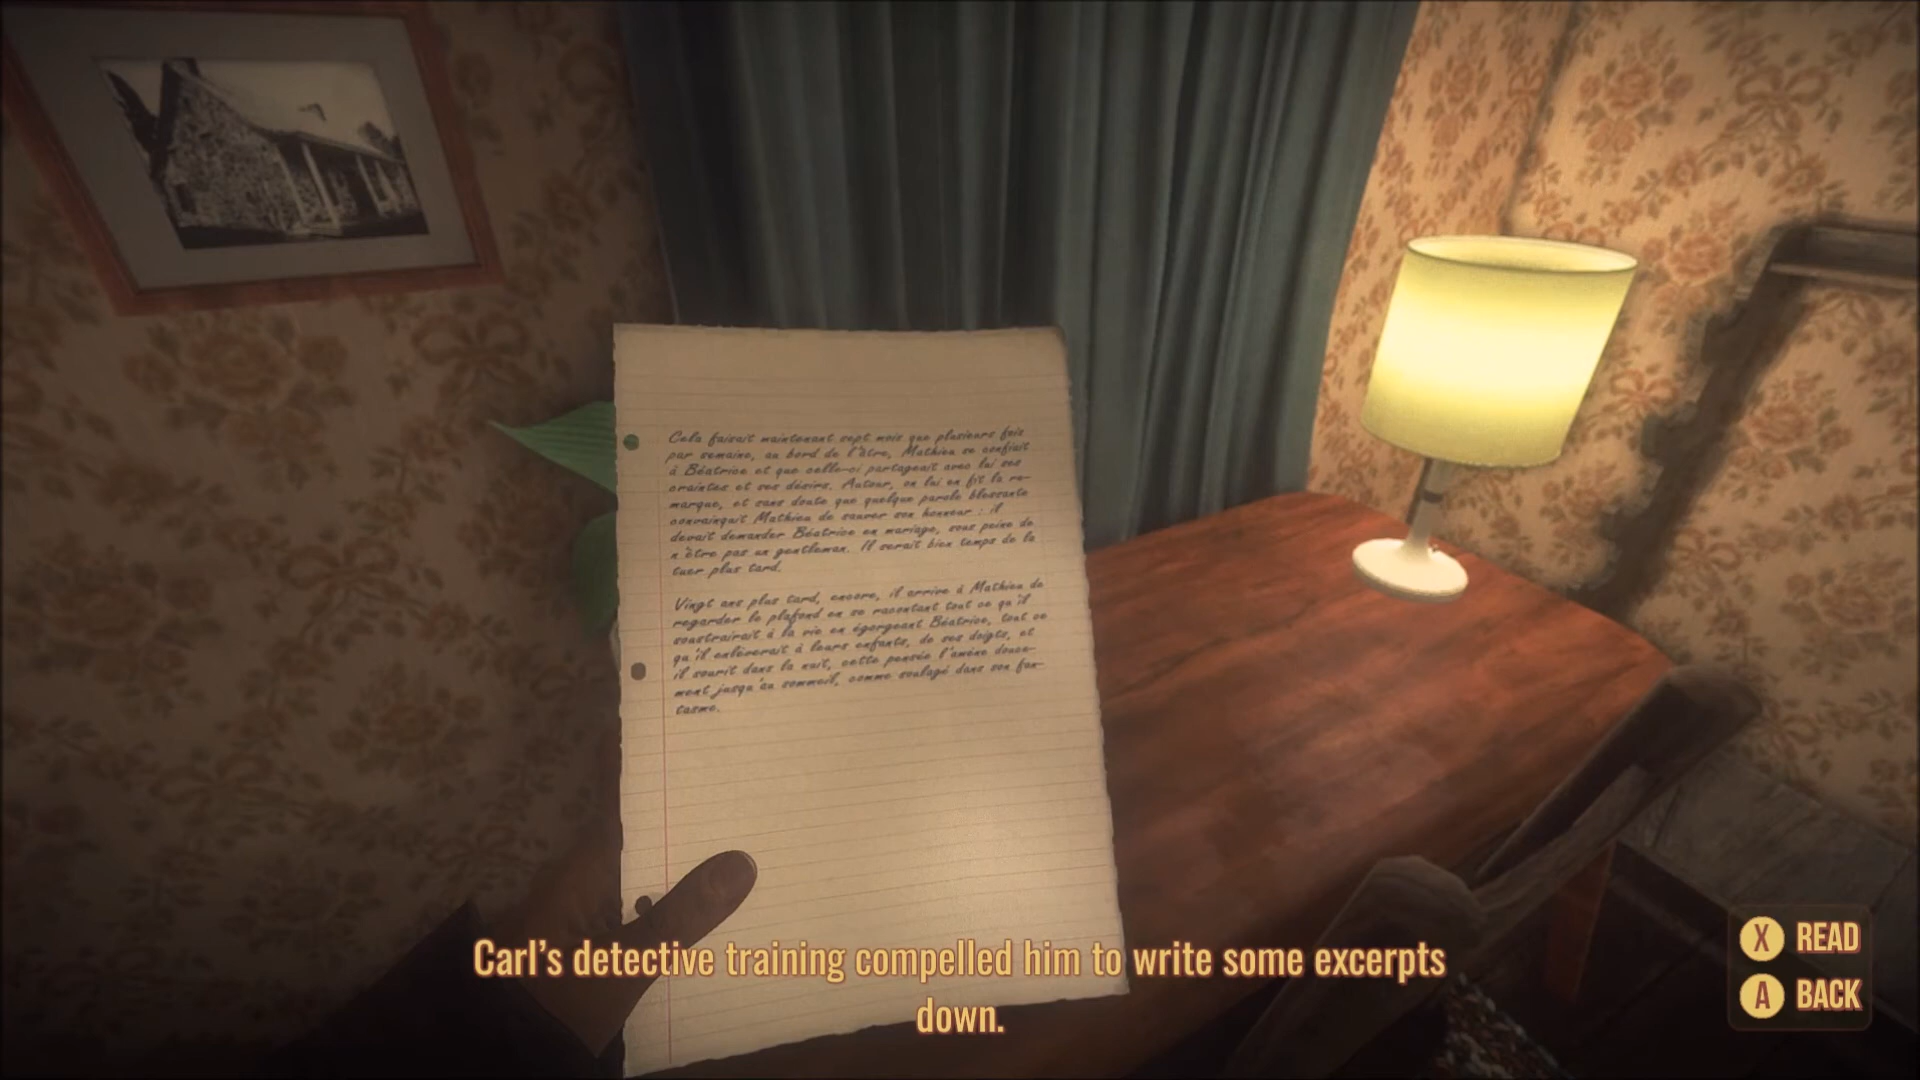 Cela faisait maintenant sept mois que plusieurs fois
par semaine, au bord de l'âtre, Mathieu se confiait
à Béatrice et que celle-ci partageait avec lui ses
craintes et ses désirs. Autour, on lui en fit la re-
marque, et sans doute que quelque parole blessante
convainquit Mathieu de sauver son honneur : il
devait demander Béatrice en mariage, sous peine de
n'être pas un gentleman. Il serait bien temps de la
tuer plus tard.
Vingt ans plus tard, encore, il arrive à Mathieu de
regarder le plafond en se racontant tout ce qu'il
soustrairait à la vie en égorgeant Béatrice, tout ce
qu'il enlèverait à leurs enfants, de ses doigts, et
il sourit dans la nuit, cette pensée l'amène douce-
ment jusqu'au sommeil, comme soulagé dans son fan-
tasme.
Carl's detective training compelled him to write some excerpts
down.
X READ
A BACK